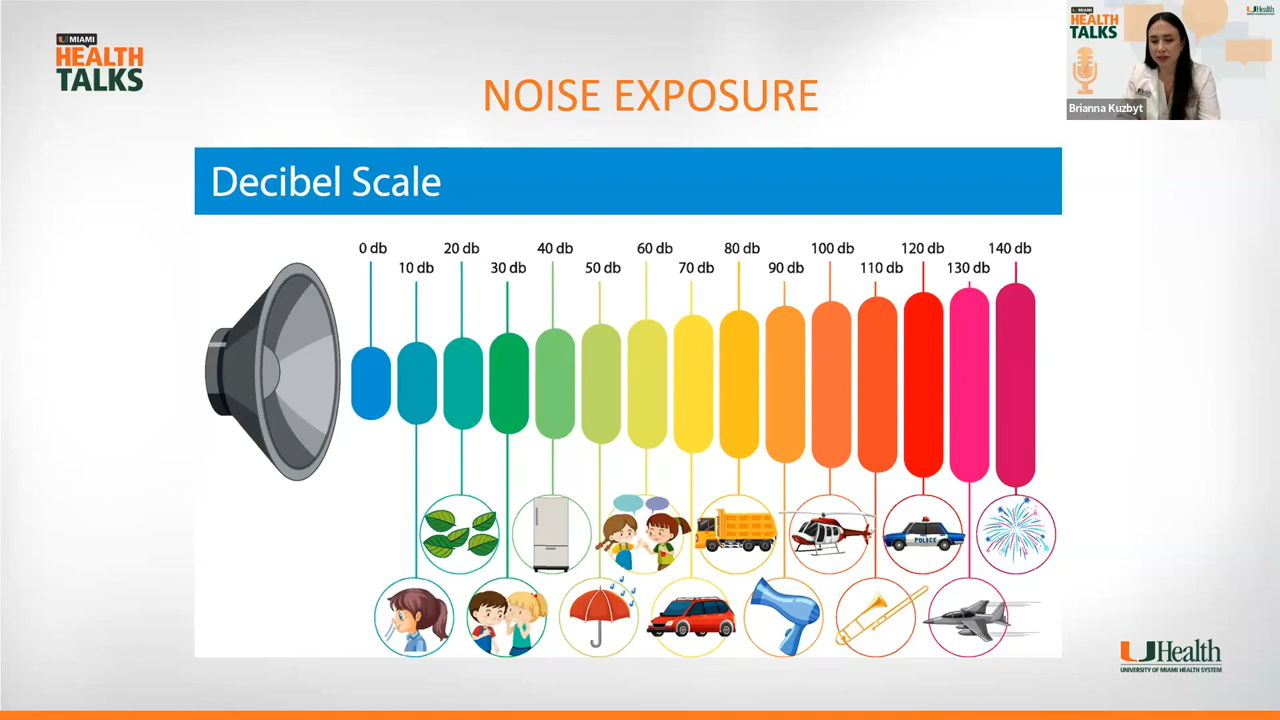 U MIAMI
HEALTH
TALKS
NOISE EXPOSURE
Decibel Scale
0 db
10 db
20 db
30 db
40 db
50 db
60 db
70 db
80 db
90 db
100 db
110 db
120 db
130 db
140 db
POLICE
U MIAMI
HEALTH
TALKS
UHealth
Brianna Kuzbyt
UHealth
UNIVERSITY OF MIAMI HEALTH SYSTEM